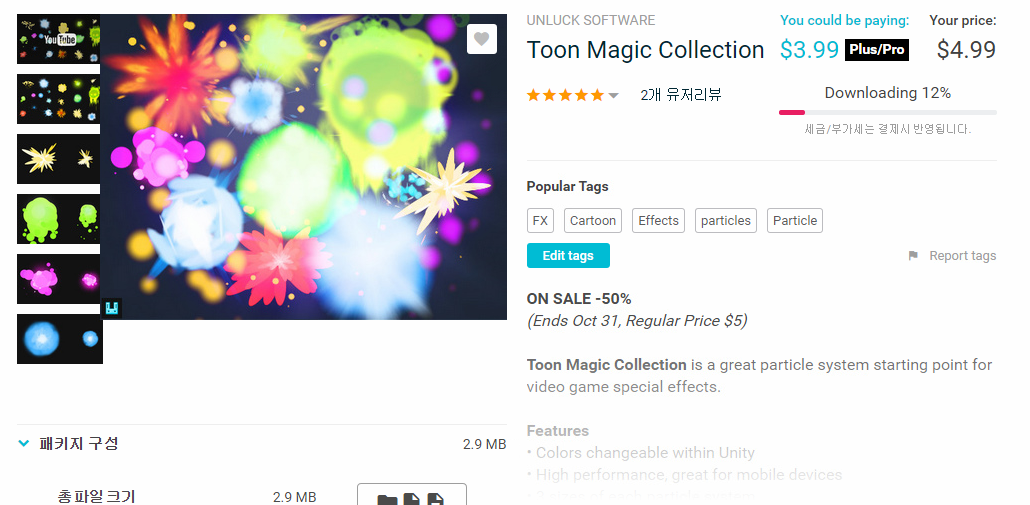 YouTube
UNLUCK SOFTWARE
You could be paying:
Your price:
Toon Magic Collection
$3.99 Plus/Pro
$4.99
2개 유저리뷰
Downloading 12%
세금/부가세는 결제시 반영됩니다.
Popular Tags
FX
Cartoon
Effects
particles
Particle
Edit tags
Report tags
ON SALE -50%
(Ends Oct 31, Regular Price $5)
Toon Magic Collection is a great particle system starting point for
video game special effects.
Features
• Colors changeable within Unity
• High performance, great for mobile devices
패키지 구성
2.9 MB
총 파일 크기
2.9 MB